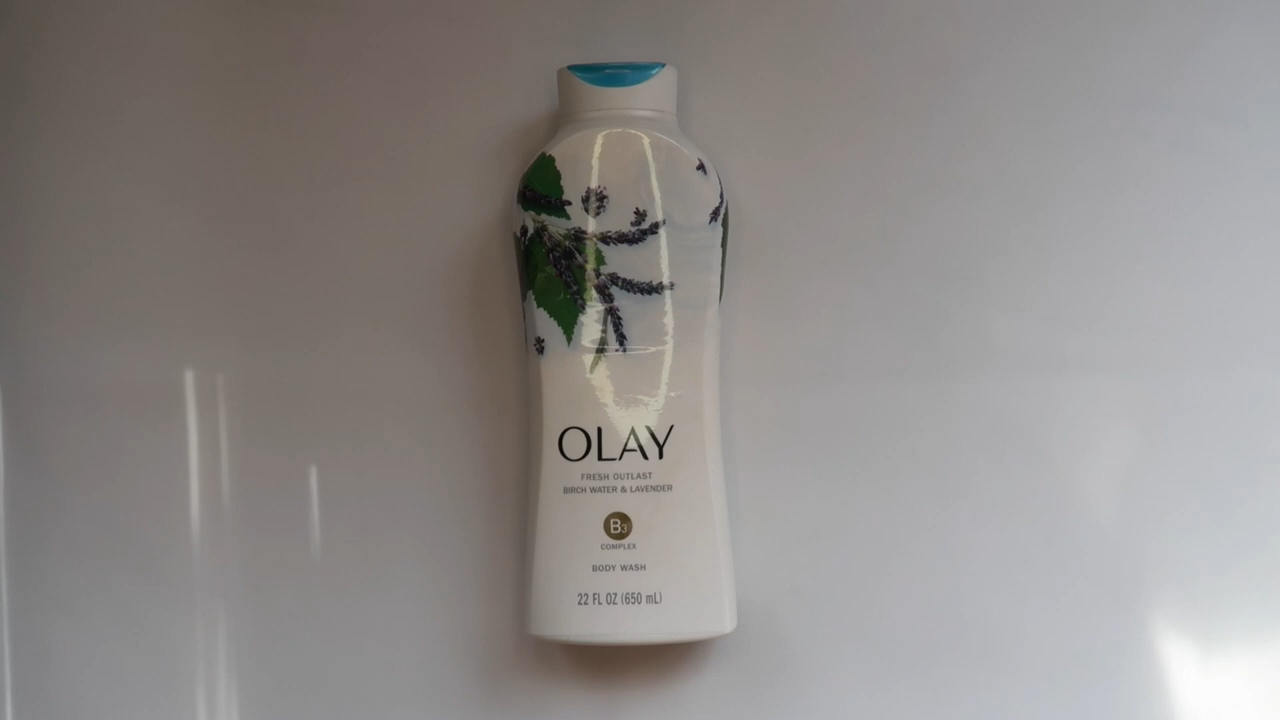 OLAY
FRESH OUTLAST
BIRCH WATER & LAVENDER
B3
COMPLEX
BODY WASH
22 FL OZ (650 mL)